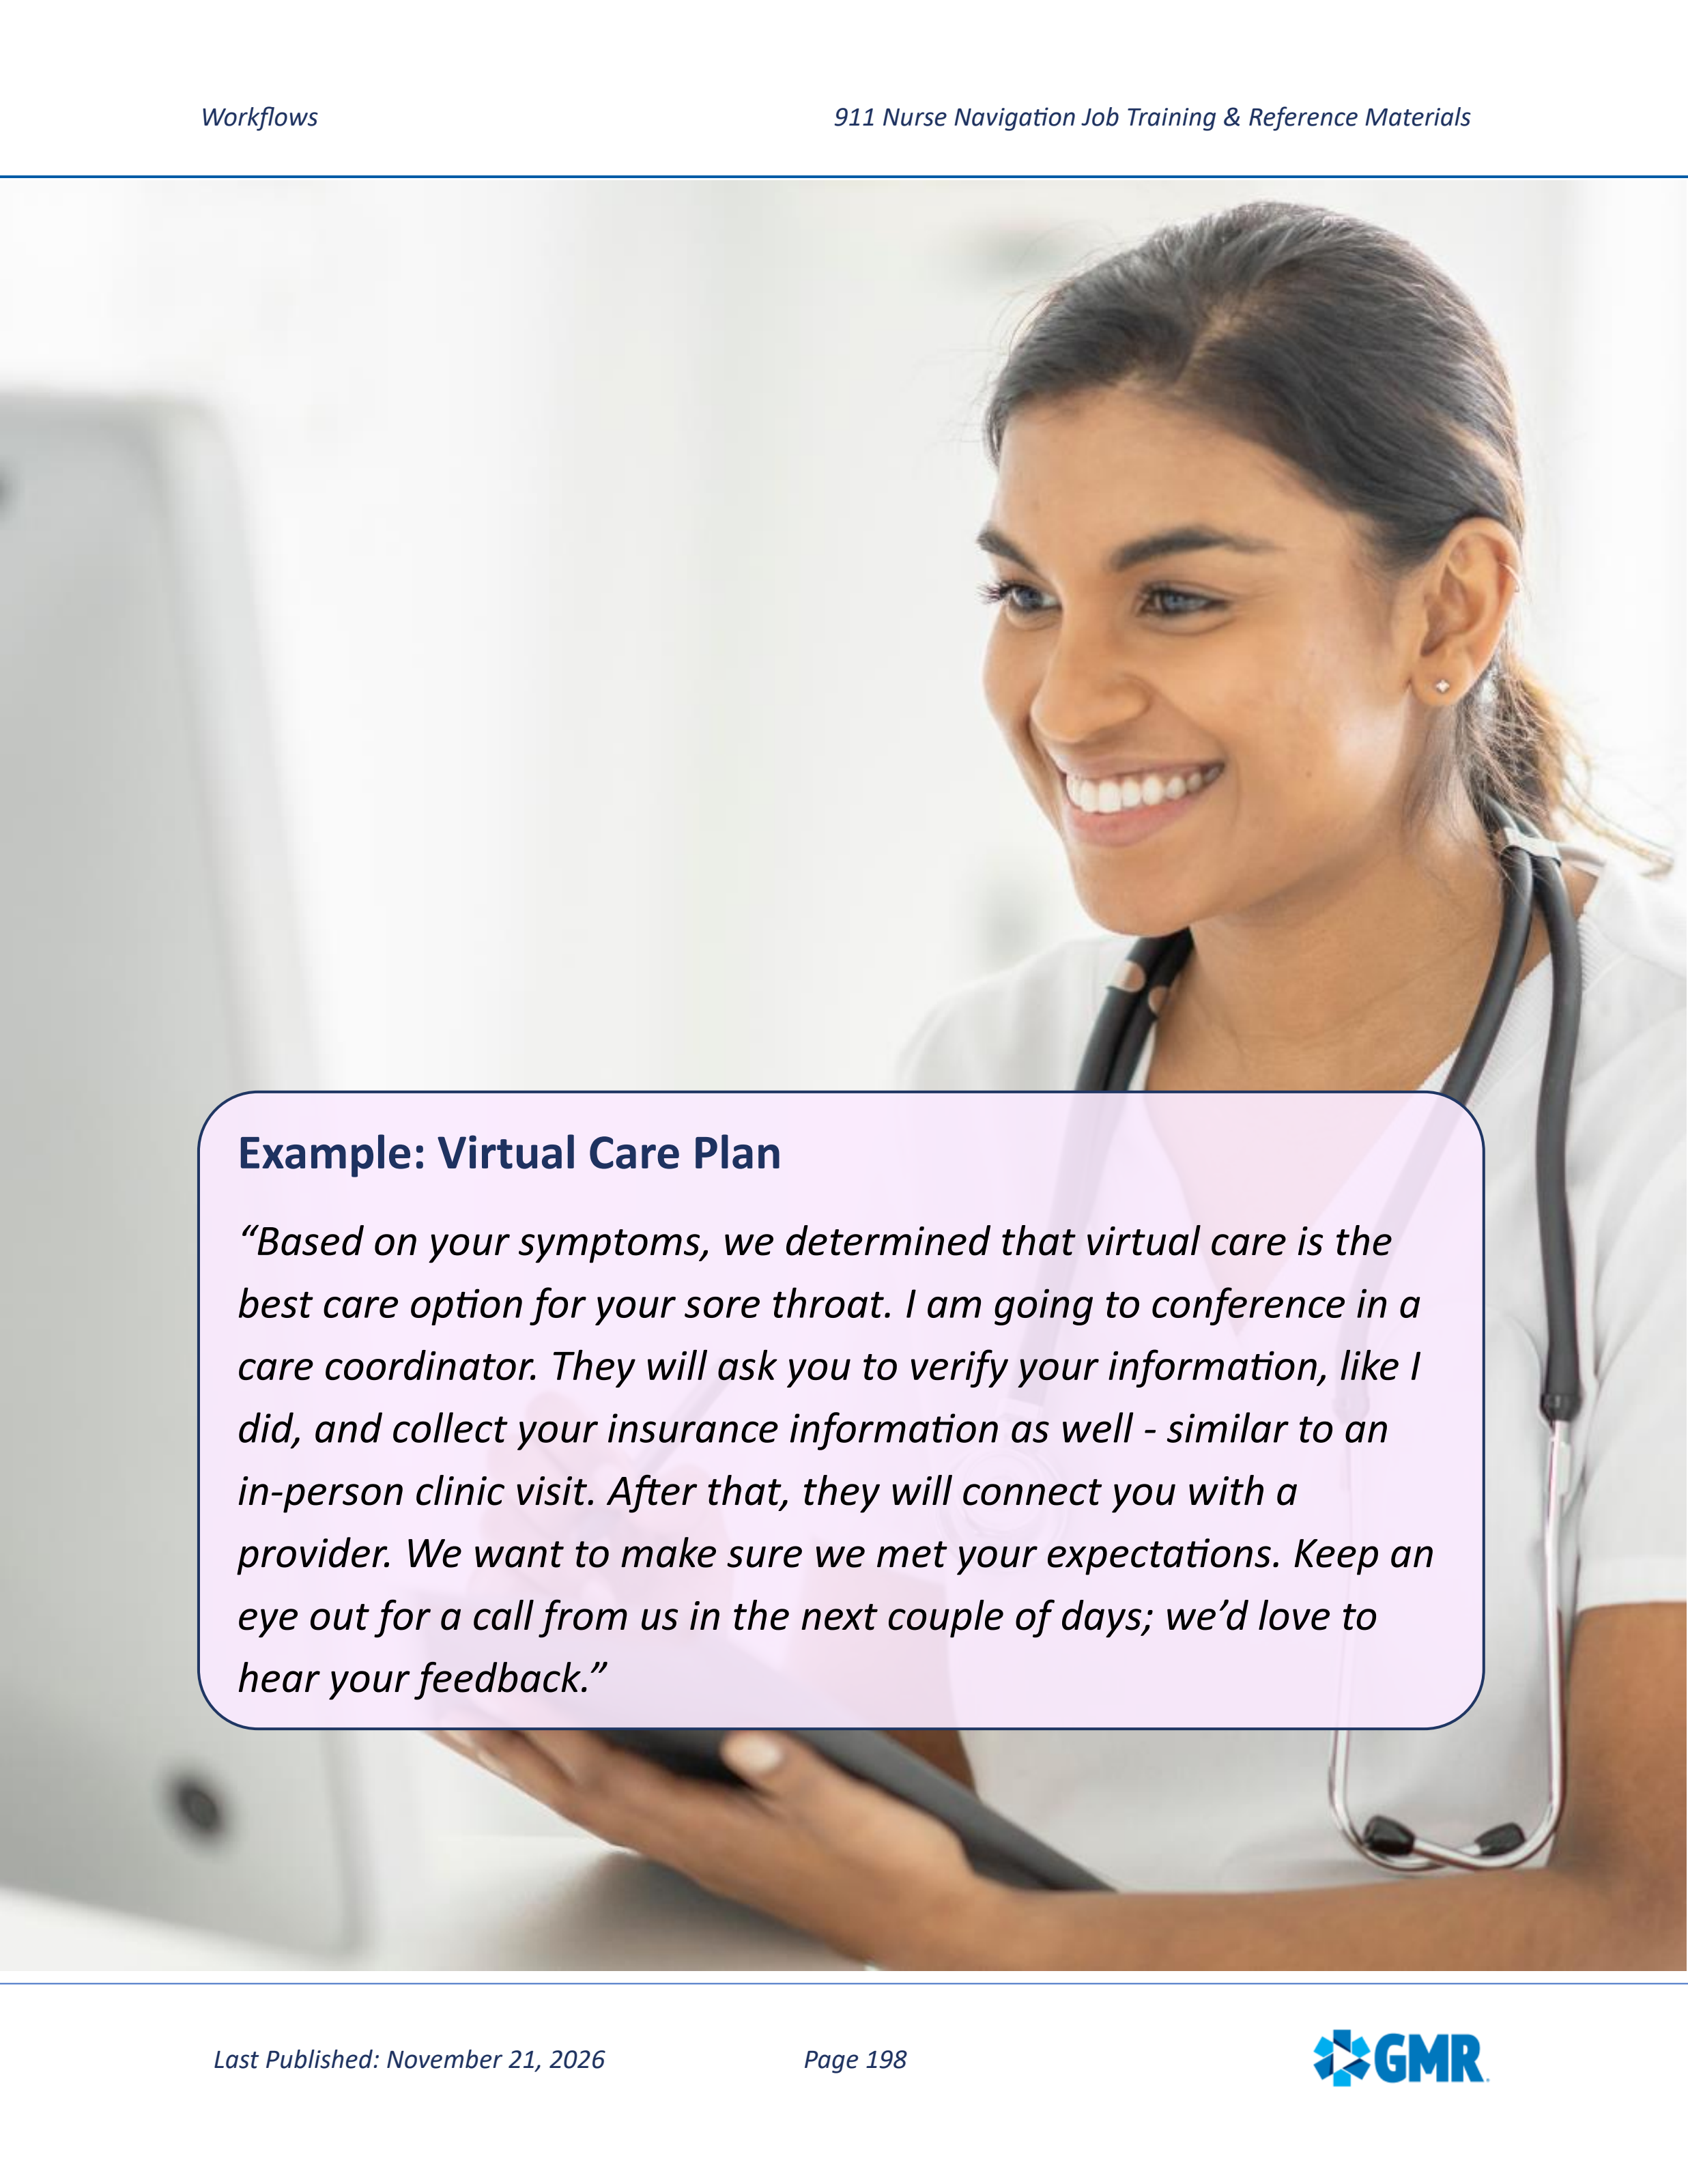 Workflows
911 Nurse Navigation Job Training & Reference Materials
Example: Virtual Care Plan
“Based on your symptoms, we determined that virtual care is the
best care option for your sore throat. I am going to conference in a
care coordinator. They will ask you to verify your information, like I
did, and collect your insurance information as well - similar to an
in-person clinic visit. After that, they will connect you with a
provider. We want to make sure we met your expectations. Keep an
eye out for a call from us in the next couple of days; we’d love to
hear your feedback.”
Last Published: November 21, 2026
Page 198
GMR